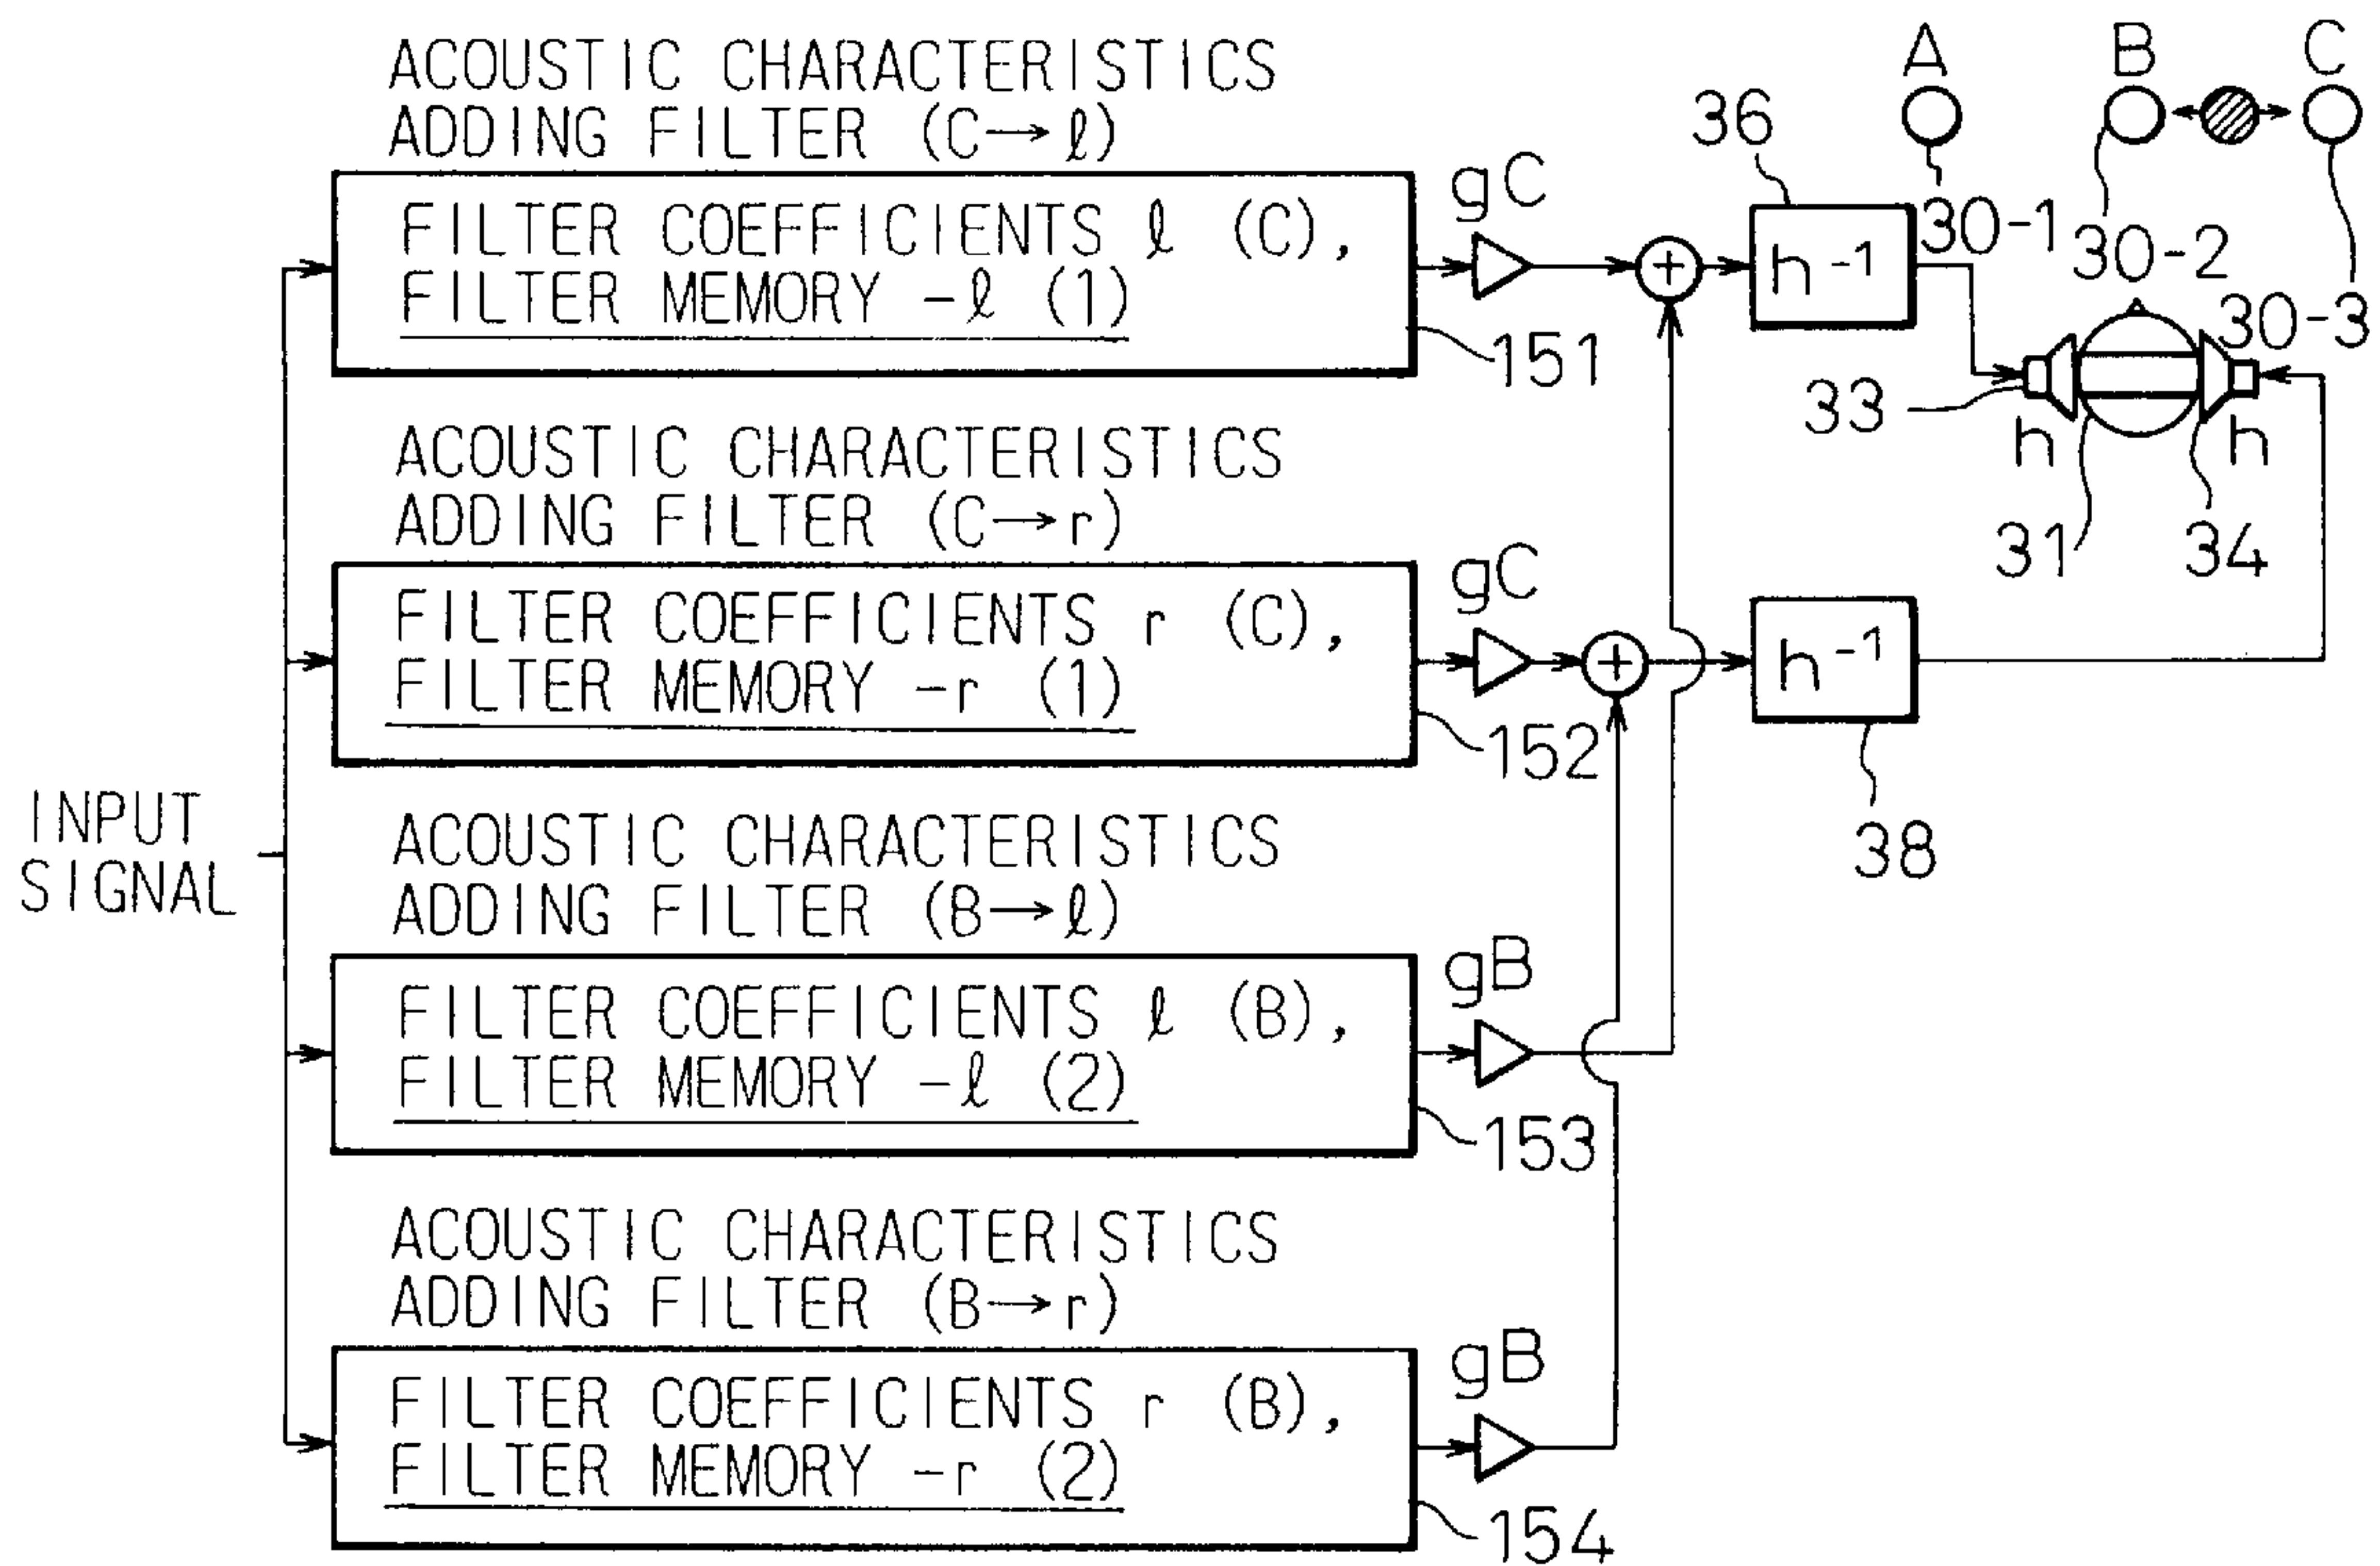 ACOUSTIC CHARACTERISTICS
ADDING FILTER (C→ℓ)
FILTER COEFFICIENTS ℓ (C),
FILTER MEMORY -ℓ (1)
151
gC
ACOUSTIC CHARACTERISTICS
ADDING FILTER (C→r)
FILTER COEFFICIENTS r (C),
FILTER MEMORY -r (1)
152
gC
INPUT
SIGNAL
ACOUSTIC CHARACTERISTICS
ADDING FILTER (B→ℓ)
FILTER COEFFICIENTS ℓ (B),
FILTER MEMORY -ℓ (2)
153
gB
ACOUSTIC CHARACTERISTICS
ADDING FILTER (B→r)
FILTER COEFFICIENTS r (B),
FILTER MEMORY -r (2)
154
gB
+
+
36
h⁻¹
h⁻¹
38
A
B
C
30-1
30-2
30-3
33
h
h
31
34